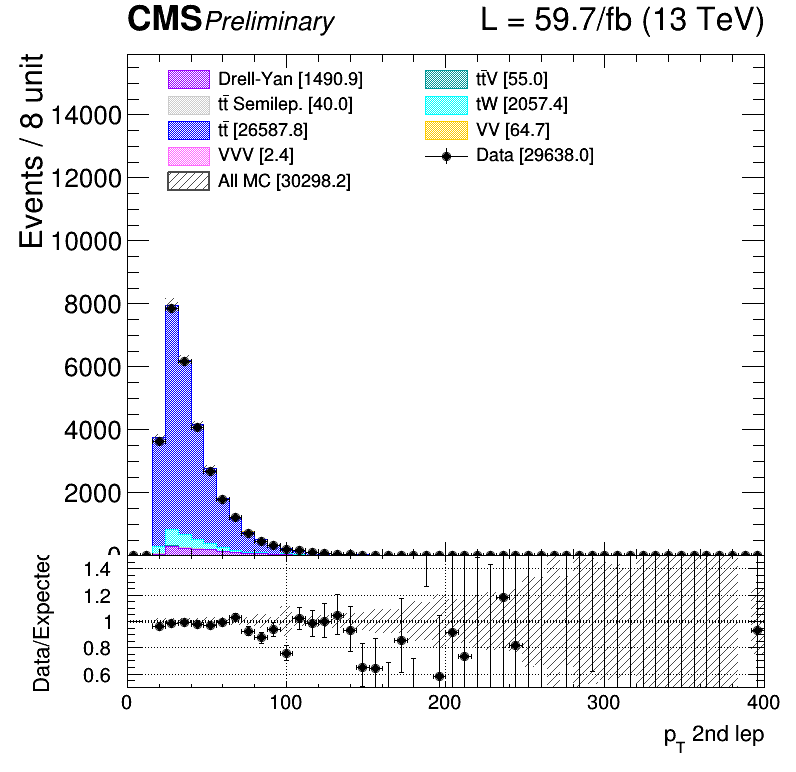 CMS Preliminary L = 59.7/fb (13 TeV)
Events / 8 unit
Drell-Yan [1490.9]
tt̄ Semilep. [40.0]
tt̄ [26587.8]
VVV [2.4]
All MC [30298.2]
tt̄V [55.0]
tW [2057.4]
VV [64.7]
Data [29638.0]
14000
12000
10000
8000
6000
4000
2000
0
Data/Expected
1.4
1.2
1
0.8
0.6
0 100 200 300 400
p_T 2nd lep